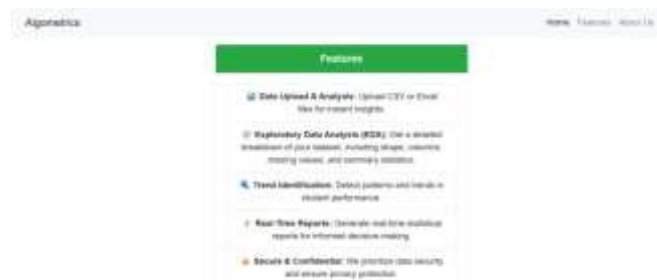 Algometrics
Home Features About Us
Features
Data Upload & Analysis: Upload CSV or Excel
files for instant insights.
Exploratory Data Analysis (EDA): Get a detailed
breakdown of your dataset, including shape, columns,
missing values, and summary statistics.
Trend Identification: Detect patterns and trends in
student performance.
Real-Time Reports: Generate real-time statistical
reports for informed decision-making.
Secure & Confidential: We prioritize data security
and ensure privacy protection.